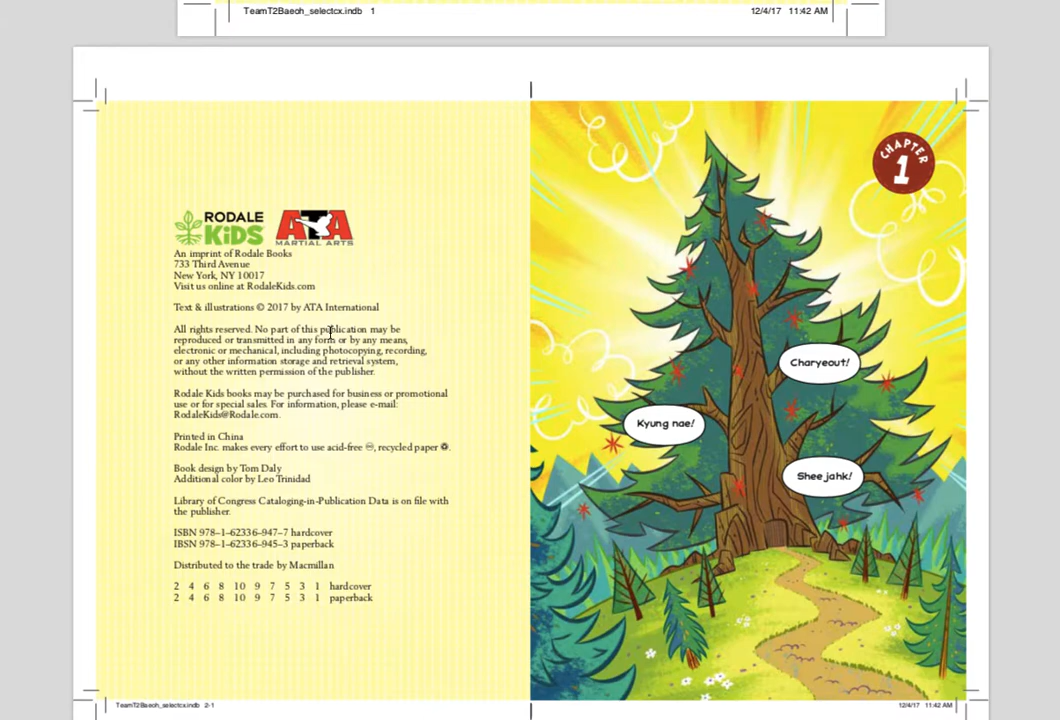 TeamT2Baeoh_selectcx.indb 1
12/4/17 11:42 AM
RODALE
KiDS
ATA
MARTIAL ARTS
An imprint of Rodale Books
733 Third Avenue
New York, NY 10017
Visit us online at RodaleKids.com
Text & illustrations © 2017 by ATA International
All rights reserved. No part of this publication may be
reproduced or transmitted in any form or by any means,
electronic or mechanical, including photocopying, recording,
or any other information storage and retrieval system,
without the written permission of the publisher.
Rodale Kids books may be purchased for business or promotional
use or for special sales. For information, please e-mail:
RodaleKids@Rodale.com.
Printed in China
Rodale Inc. makes every effort to use acid-free ♾, recycled paper ♻.
Book design by Tom Daly
Additional color by Leo Trinidad
Library of Congress Cataloging-in-Publication Data is on file with
the publisher.
ISBN 978–1–62336–947–7 hardcover
IBSN 978–1–62336–945–3 paperback
Distributed to the trade by Macmillan
2 4 6 8 10 9 7 5 3 1 hardcover
2 4 6 8 10 9 7 5 3 1 paperback
CHAPTER
1
Charyeout!
Kyung nae!
Shee jahk!
TeamT2Baeoh_selectcx.indb 2-1
12/4/17 11:42 AM